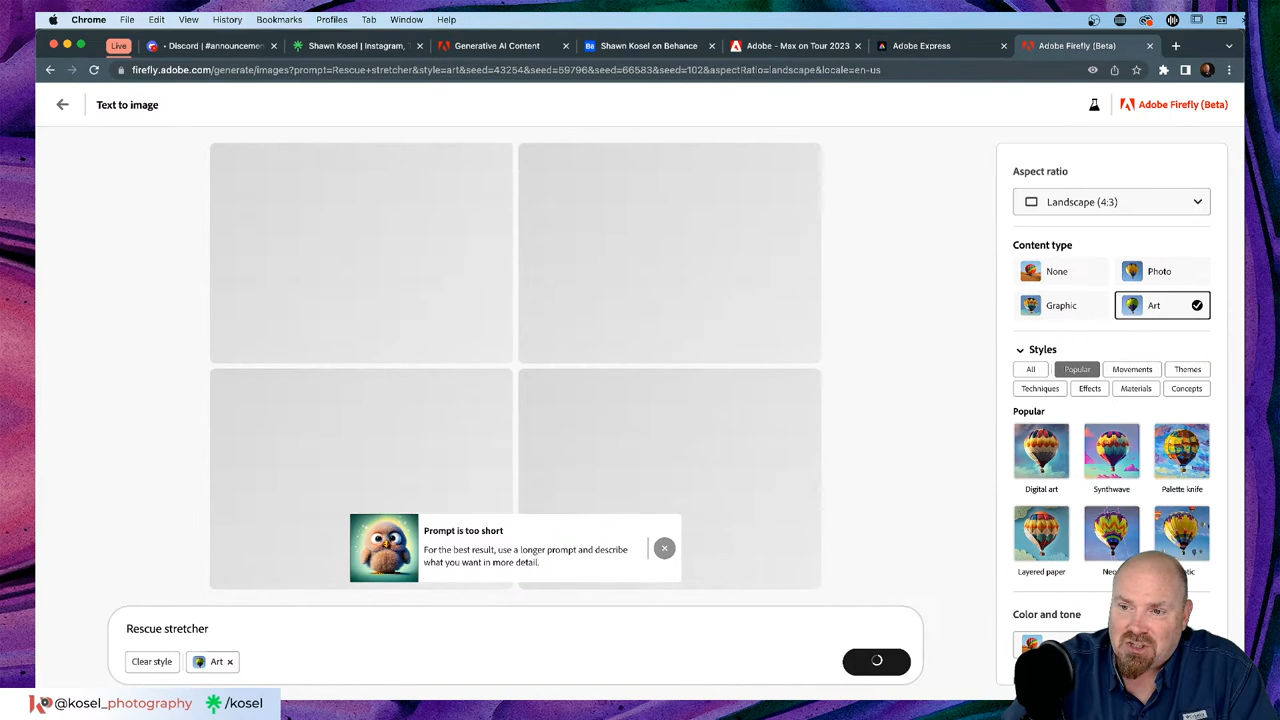 Chrome File Edit View History Bookmarks Profiles Tab Window Help
Live • Discord | #announcemen Shawn Kosel | Instagram, T Generative AI Content Shawn Kosel on Behance Adobe - Max on Tour 2023 Adobe Express Adobe Firefly (Beta)
firefly.adobe.com/generate/images?prompt=Rescue+stretcher&style=art&seed=43254&seed=59796&seed=66583&seed=102&aspectRatio=landscape&locale=en-us
Text to image
Adobe Firefly (Beta)
Aspect ratio
Landscape (4:3)
Content type
None Photo
Graphic Art
Styles
All Popular Movements Themes
Techniques Effects Materials Concepts
Popular
Digital art Synthwave Palette knife
Layered paper
Color and tone
Prompt is too short
For the best result, use a longer prompt and describe
what you want in more detail.
Rescue stretcher
Clear style Art
@kosel_photography /kosel